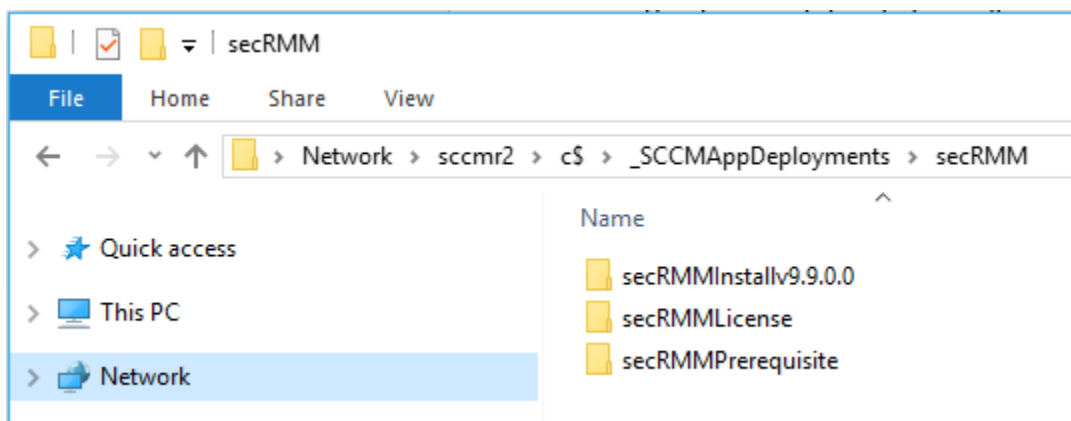 secRMM
File Home Share View
Network > sccmr2 > c$ > _SCCMAppDeployments > secRMM
Name
Quick access
secRMMInstallv9.9.0.0
This PC
secRMMLicense
secRMMPrerequisite
Network